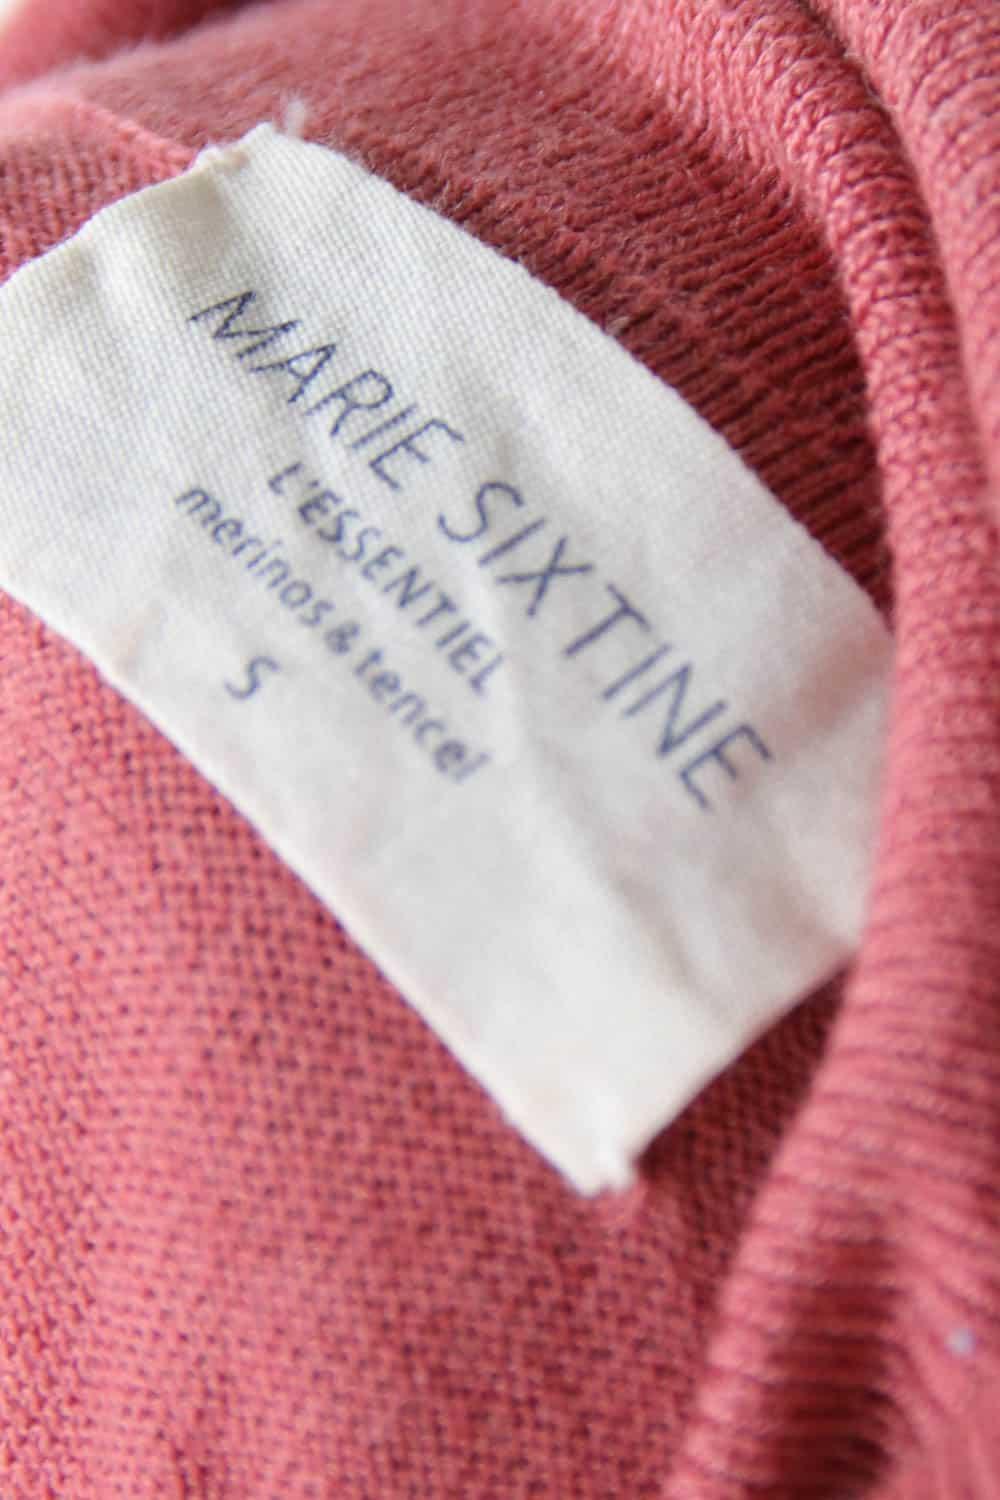 MARIE SIXTINE
L'ESSENTIEL
merinos & tencel
S